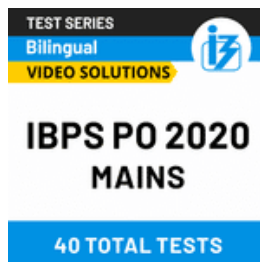 TEST SERIES
Bilingual
VIDEO SOLUTIONS
IBPS PO 2020
MAINS
40 TOTAL TESTS